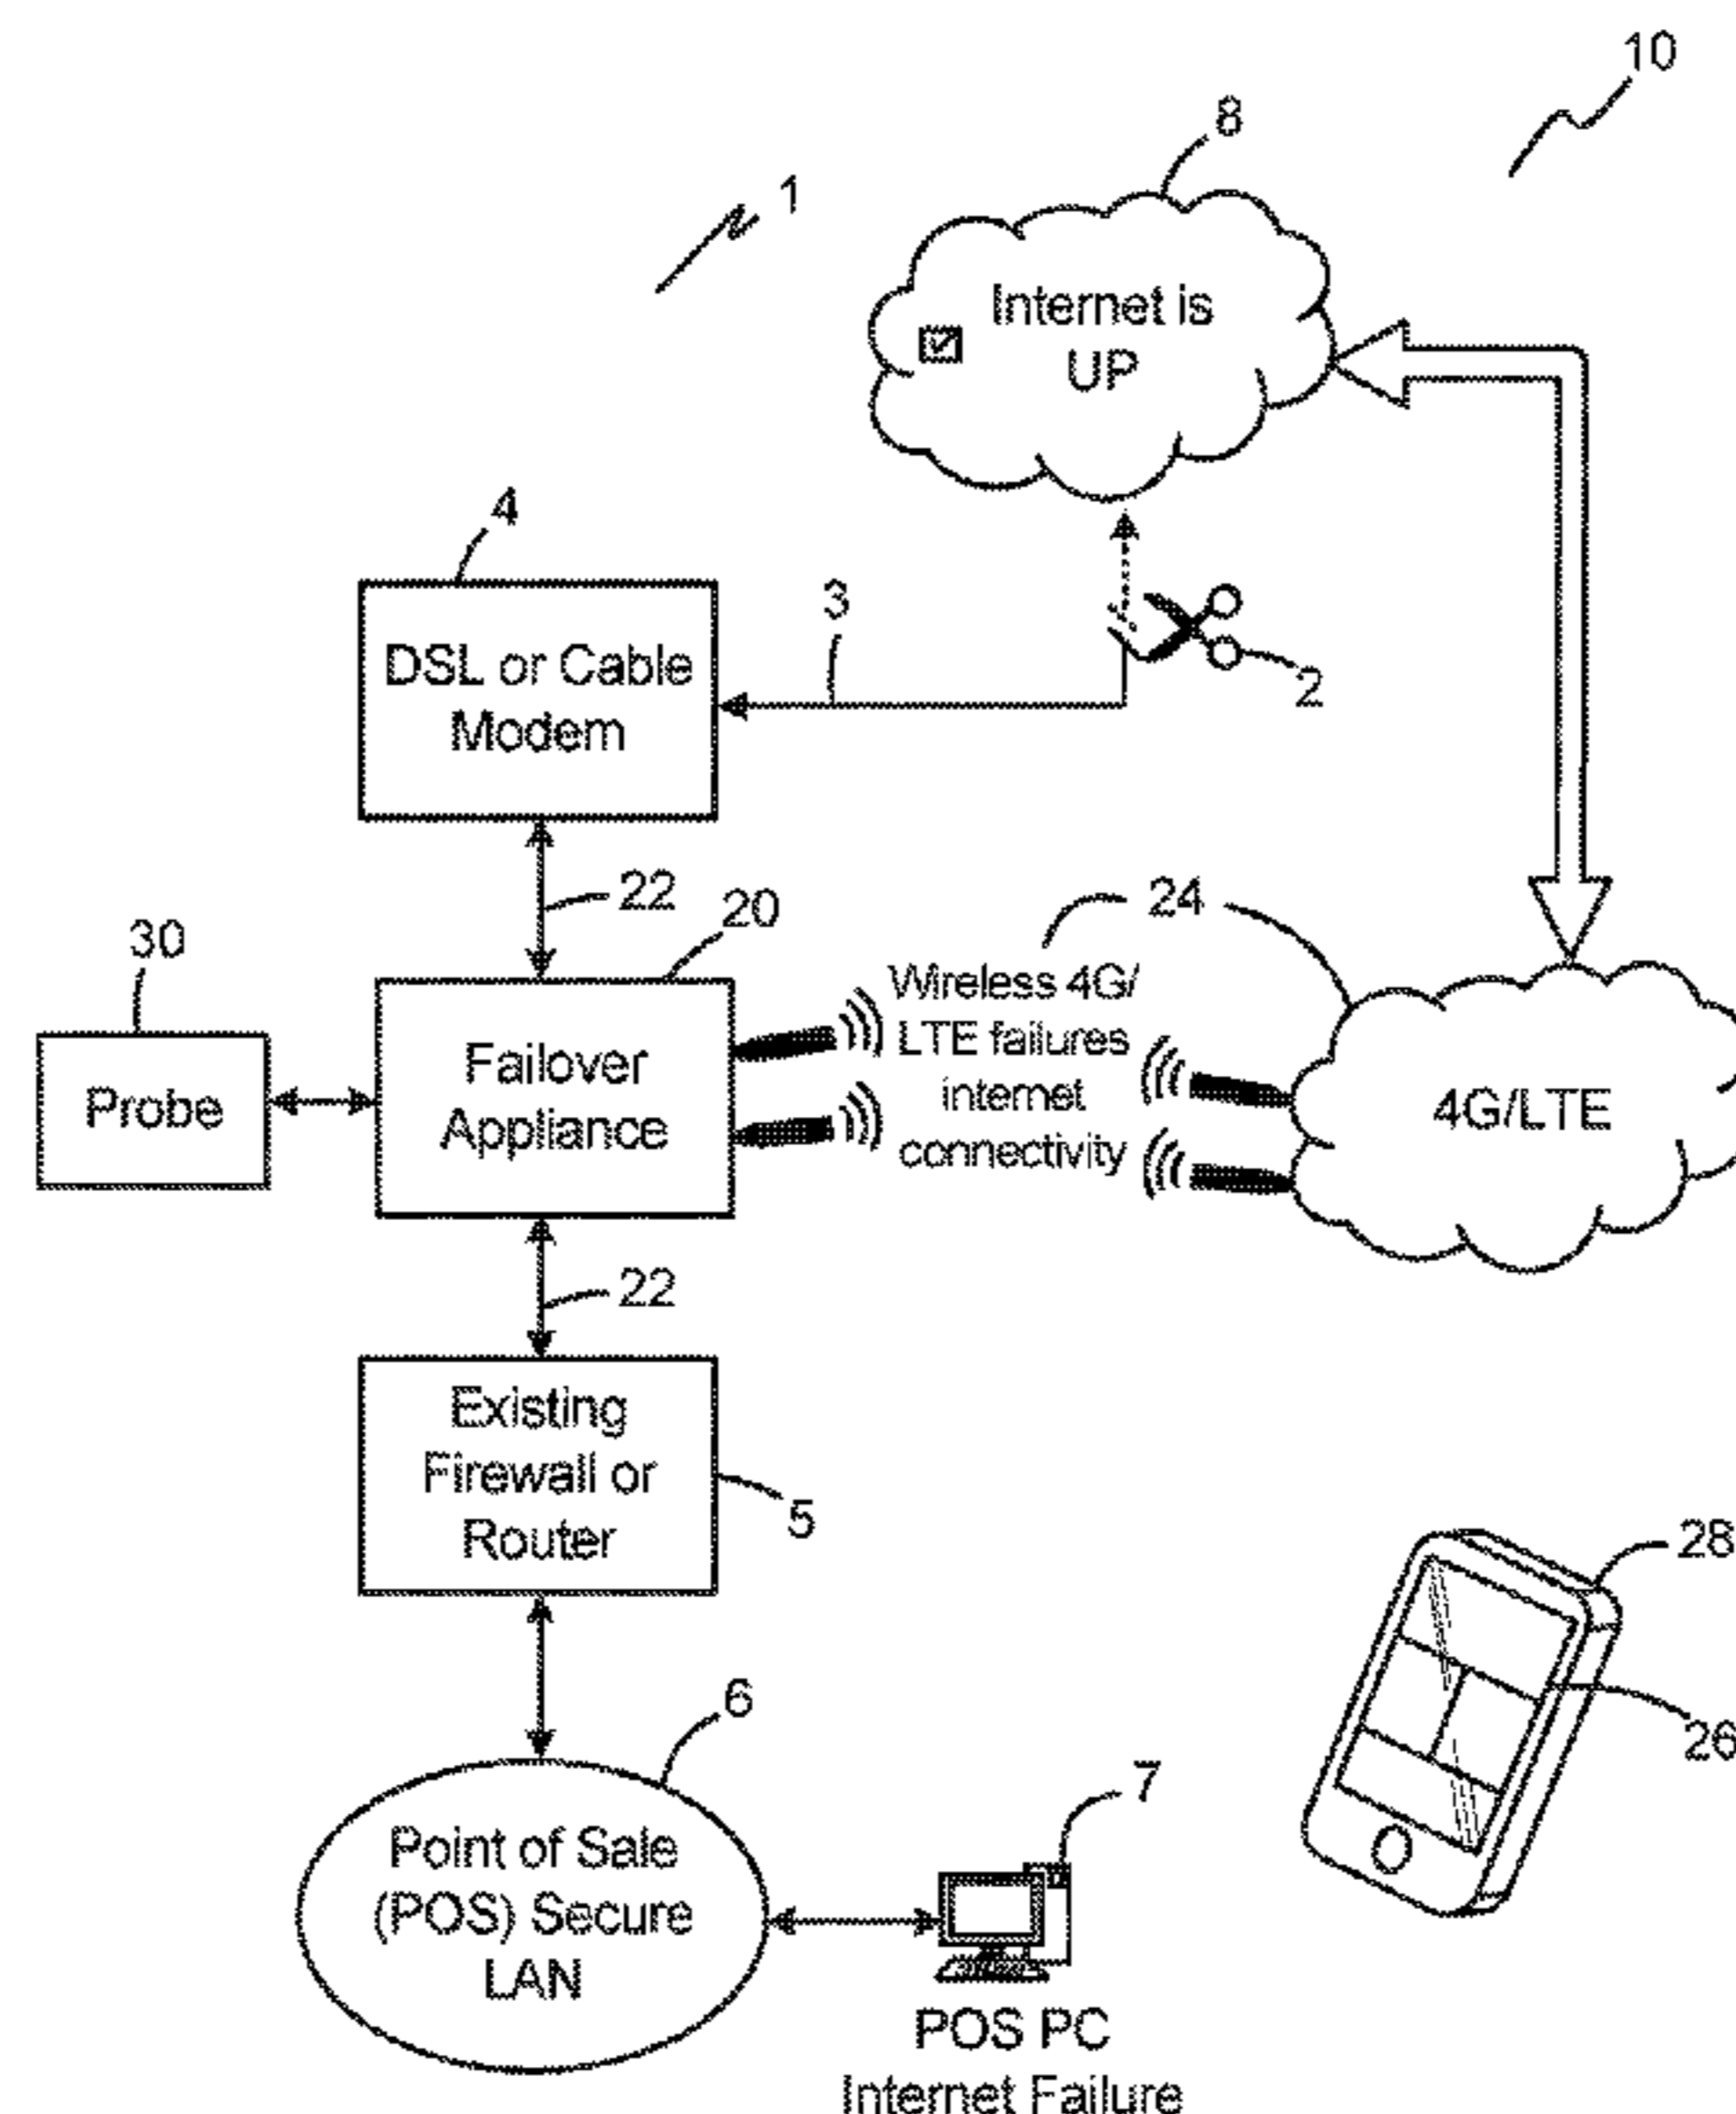 10
8
1
Internet is
UP
4
3
2
DSL or Cable
Modem
22
20
24
30
Wireless 4G/
LTE failures
internet
connectivity
Failover
Appliance
Probe
4G/LTE
22
Existing
Firewall or
Router
5
28
26
6
7
Point of Sale
(POS) Secure
LAN
POS PC
Internet Failure